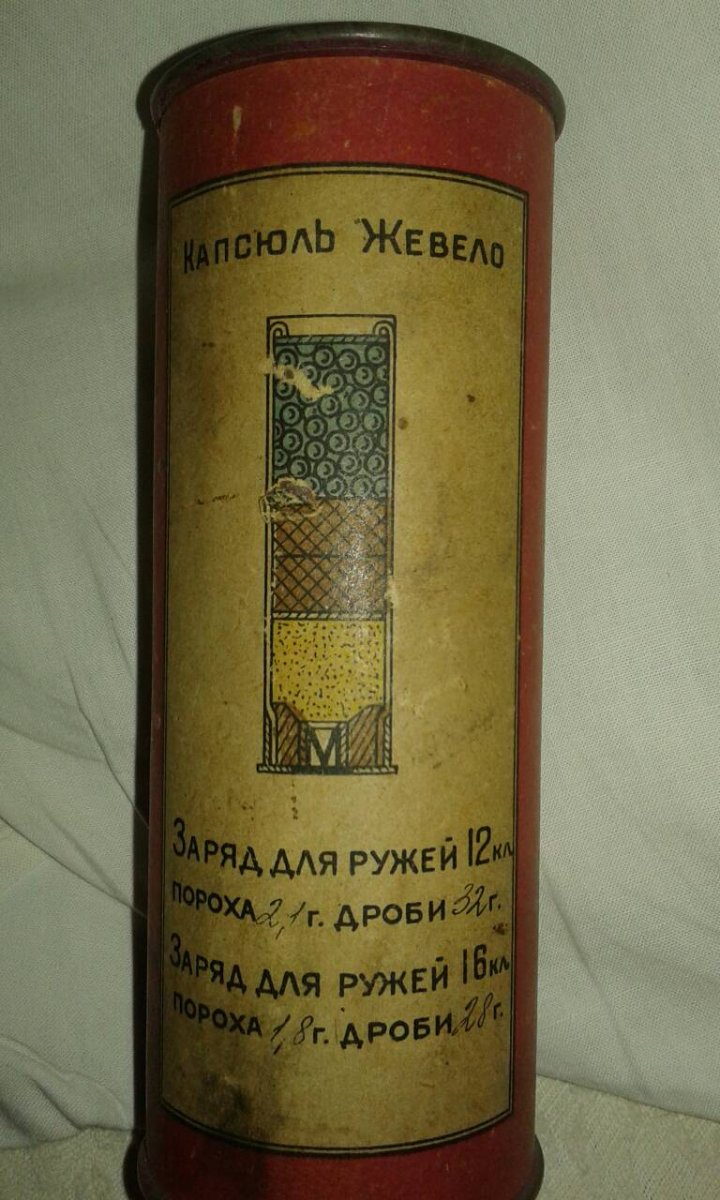 Капсюль Жевело
Заряд для ружей 12 кл
пороха 2,1 г. дроби 32 г.
Заряд для ружей 16 кл
пороха 1,8 г. дроби 28 г.